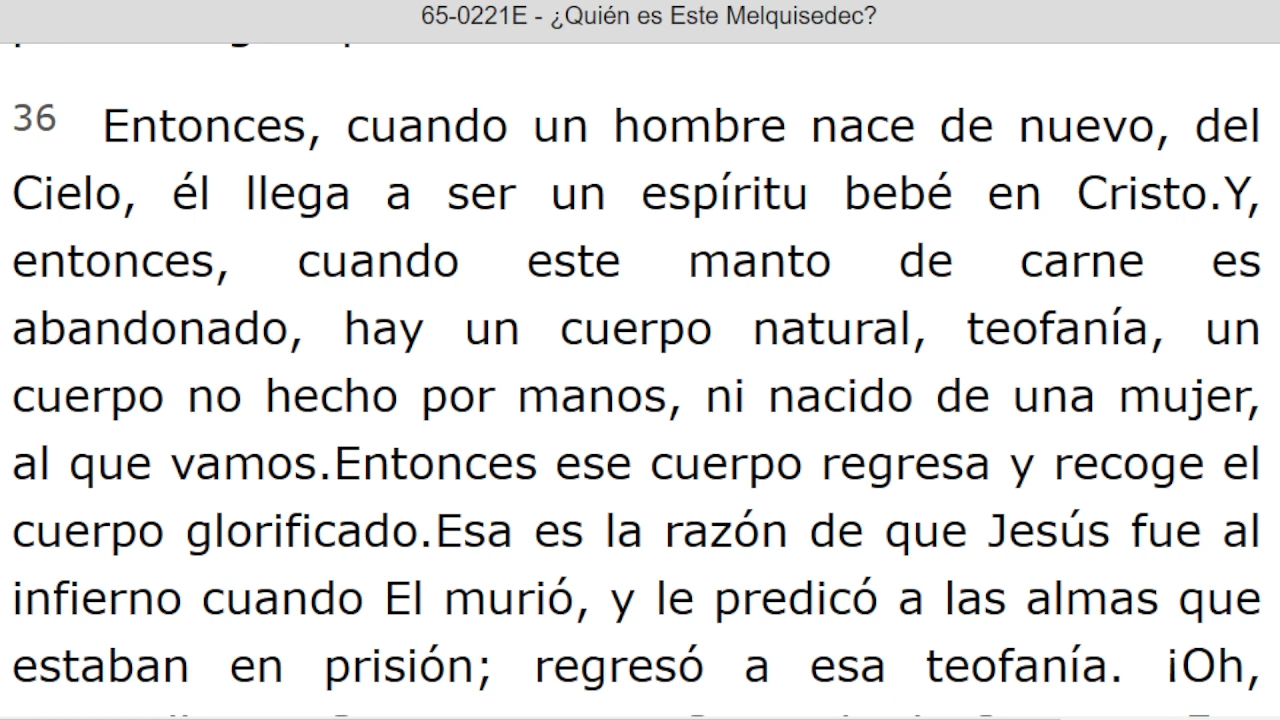 65-0221E - ¿Quién es Este Melquisedec?
36 Entonces, cuando un hombre nace de nuevo, del
Cielo, él llega a ser un espíritu bebé en Cristo.Y,
entonces, cuando este manto de carne es
abandonado, hay un cuerpo natural, teofanía, un
cuerpo no hecho por manos, ni nacido de una mujer,
al que vamos.Entonces ese cuerpo regresa y recoge el
cuerpo glorificado.Esa es la razón de que Jesús fue al
infierno cuando El murió, y le predicó a las almas que
estaban en prisión; regresó a esa teofanía. ¡Oh,